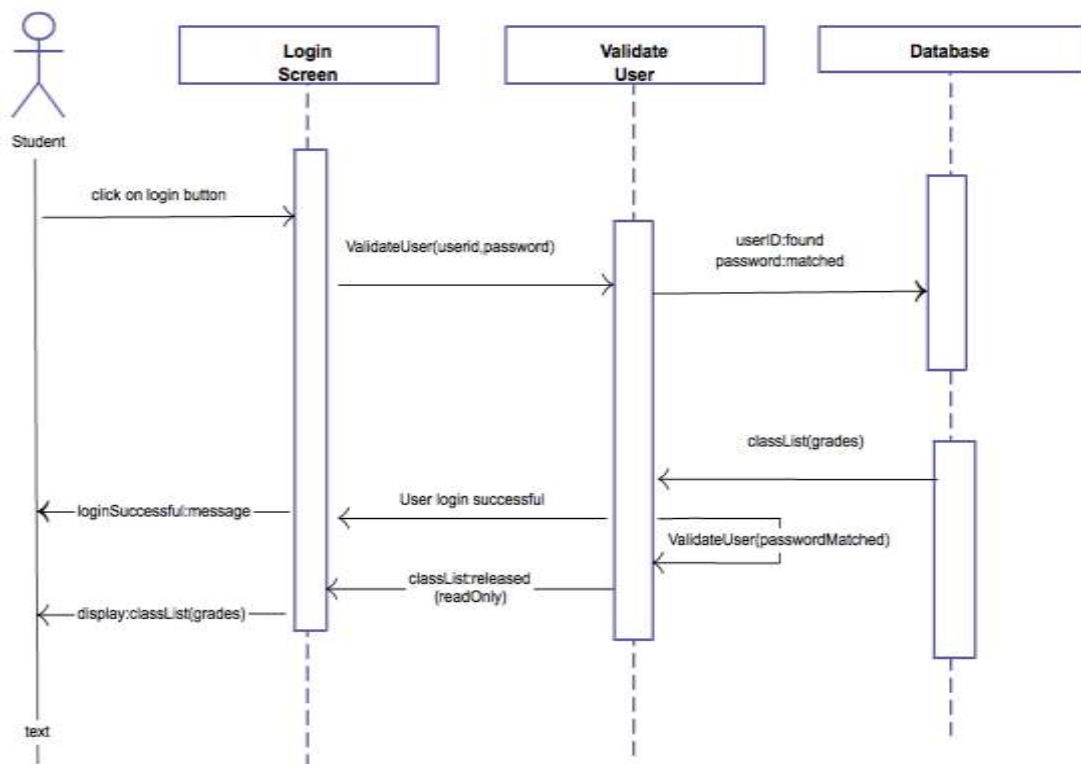 Login
Screen
Validate
User
Database
Student
click on login button
ValidateUser(userid,password)
userID:found
password:matched
classList(grades)
User login successful
loginSuccessful:message
ValidateUser(passwordMatched)
classList:released
(readOnly)
display:classList(grades)
text